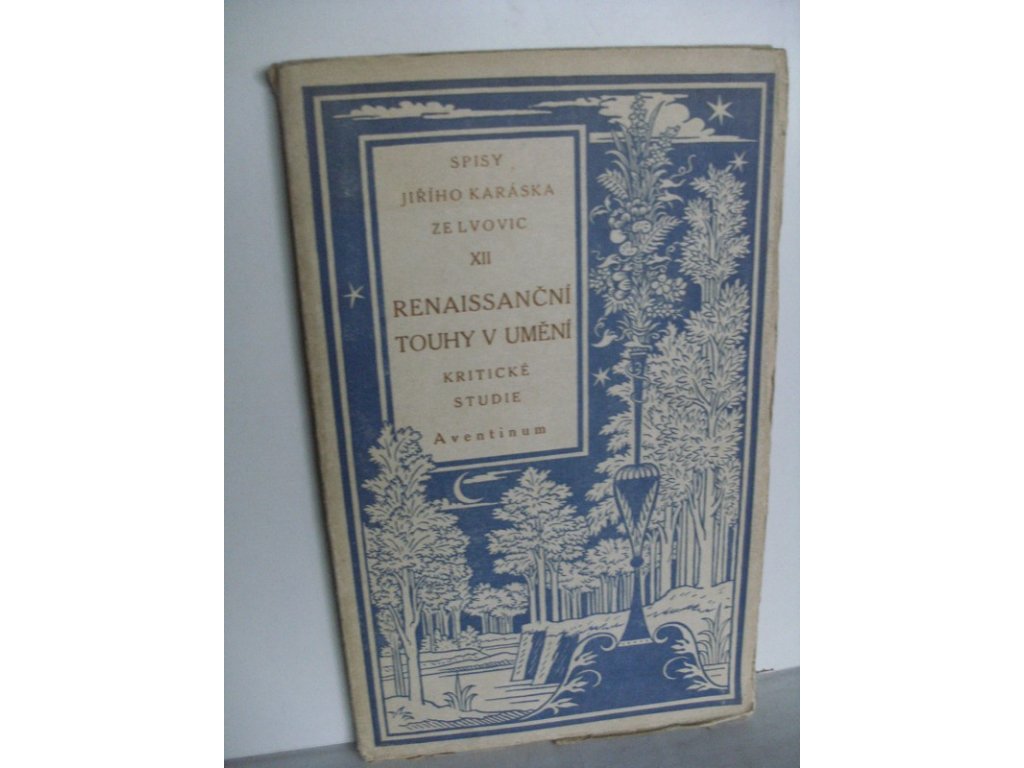 SPISY
JIŘÍHO KARÁSKA
ZE LVOVIC
XII
RENAISSANČNÍ
TOUHY V UMĚNÍ
KRITICKÉ
STUDIE
Aventinum